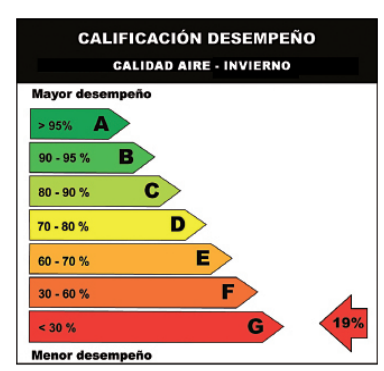 CALIFICACIÓN DESEMPEÑO
CALIDAD AIRE - INVIERNO
Mayor desempeño
> 95% A
90 - 95 % B
80 - 90 % C
70 - 80 % D
60 - 70 % E
30 - 60 % F
< 30 % G 19%
Menor desempeño